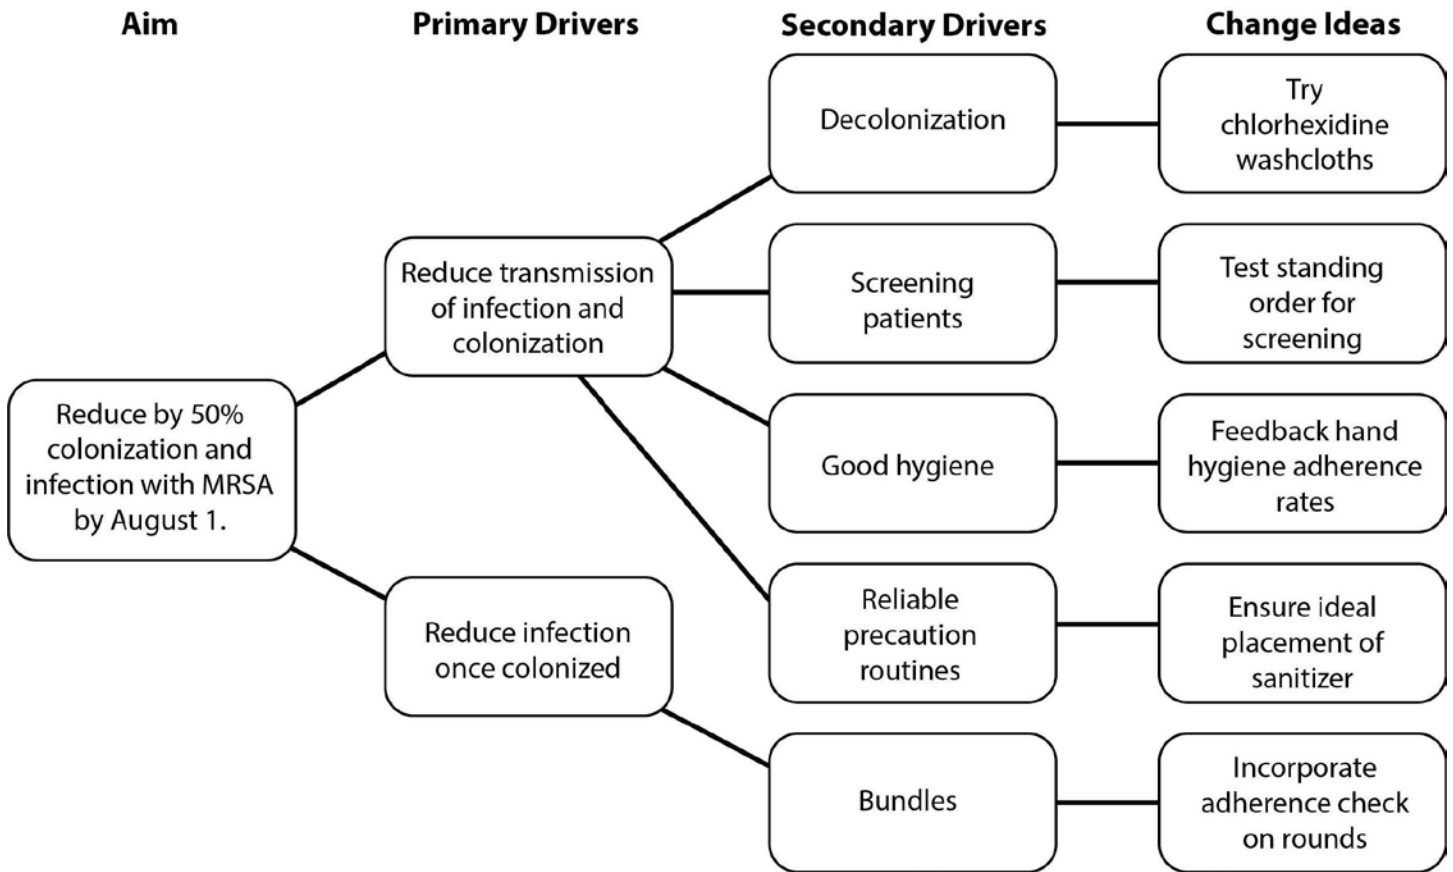 Aim
Primary Drivers
Secondary Drivers
Change Ideas
Reduce by 50%
colonization and
infection with MRSA
by August 1.
Reduce transmission
of infection and
colonization
Reduce infection
once colonized
Decolonization
Screening
patients
Good hygiene
Reliable
precaution
routines
Bundles
Try
chlorhexidine
washcloths
Test standing
order for
screening
Feedback hand
hygiene adherence
rates
Ensure ideal
placement of
sanitizer
Incorporate
adherence check
on rounds